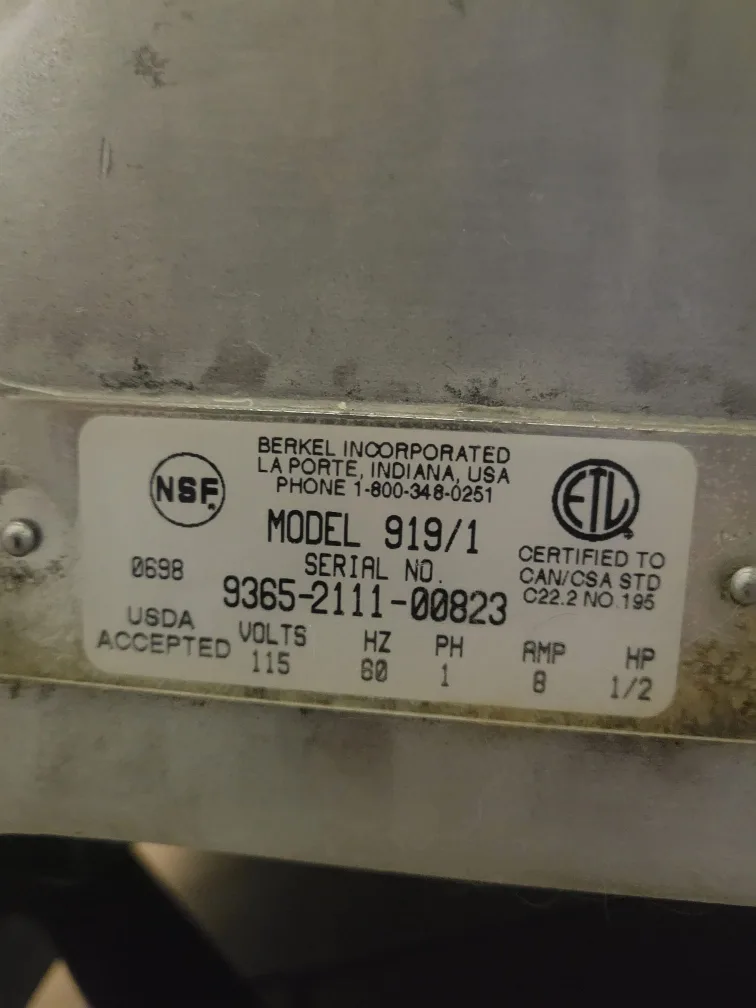 BERKEL INCORPORATED
LA PORTE, INDIANA, USA
PHONE 1-800-348-0251
NSF
ETL
MODEL 919/1
SERIAL NO.
9365-2111-00823
0698
CERTIFIED TO
CAN/CSA STD
C22.2 NO.195
USDA
ACCEPTED
VOLTS HZ PH AMP HP
115 60 1 8 1/2